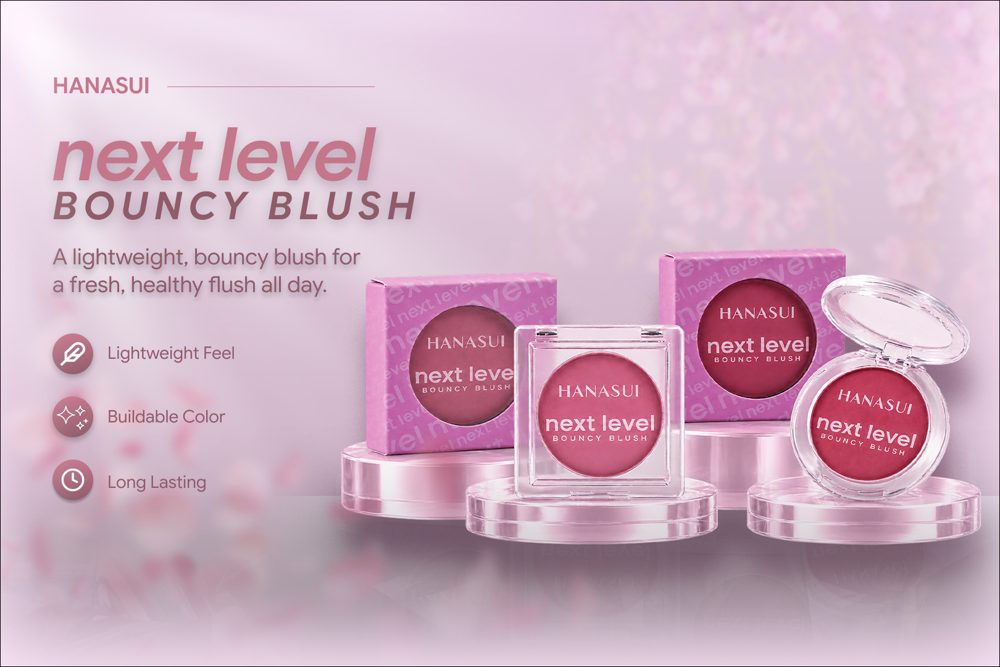 HANASUI
next level
BOUNCY BLUSH
A lightweight, bouncy blush for
a fresh, healthy flush all day.
Lightweight Feel
Buildable Color
Long Lasting
HANASUI
next level
BOUNCY BLUSH
HANASUI
next level
BOUNCY BLUSH
HANASUI
next level
BOUNCY BLUSH
HANASUI
next level
BOUNCY BLUSH